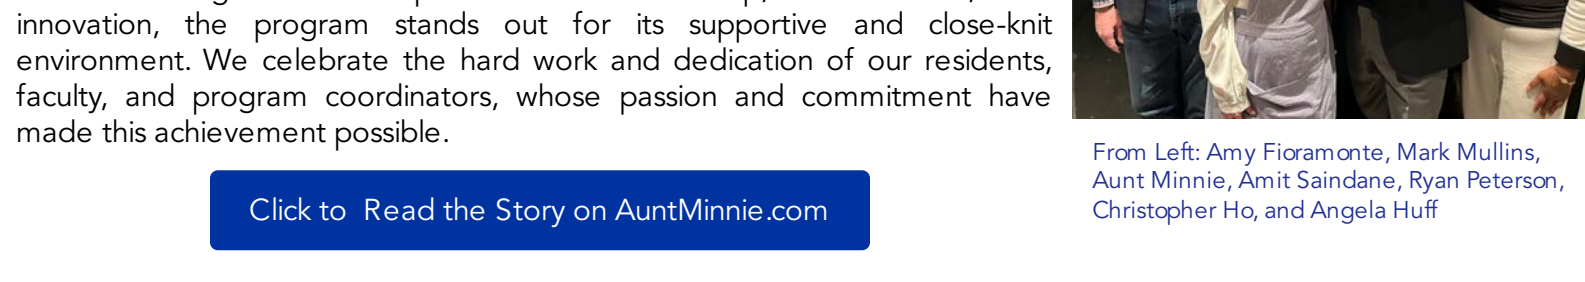 innovation, the program stands out for its supportive and close-knit
environment. We celebrate the hard work and dedication of our residents,
faculty, and program coordinators, whose passion and commitment have
made this achievement possible.
Click to  Read the Story on AuntMinnie.com
From Left: Amy Fioramonte, Mark Mullins,
Aunt Minnie, Amit Saindane, Ryan Peterson,
Christopher Ho, and Angela Huff